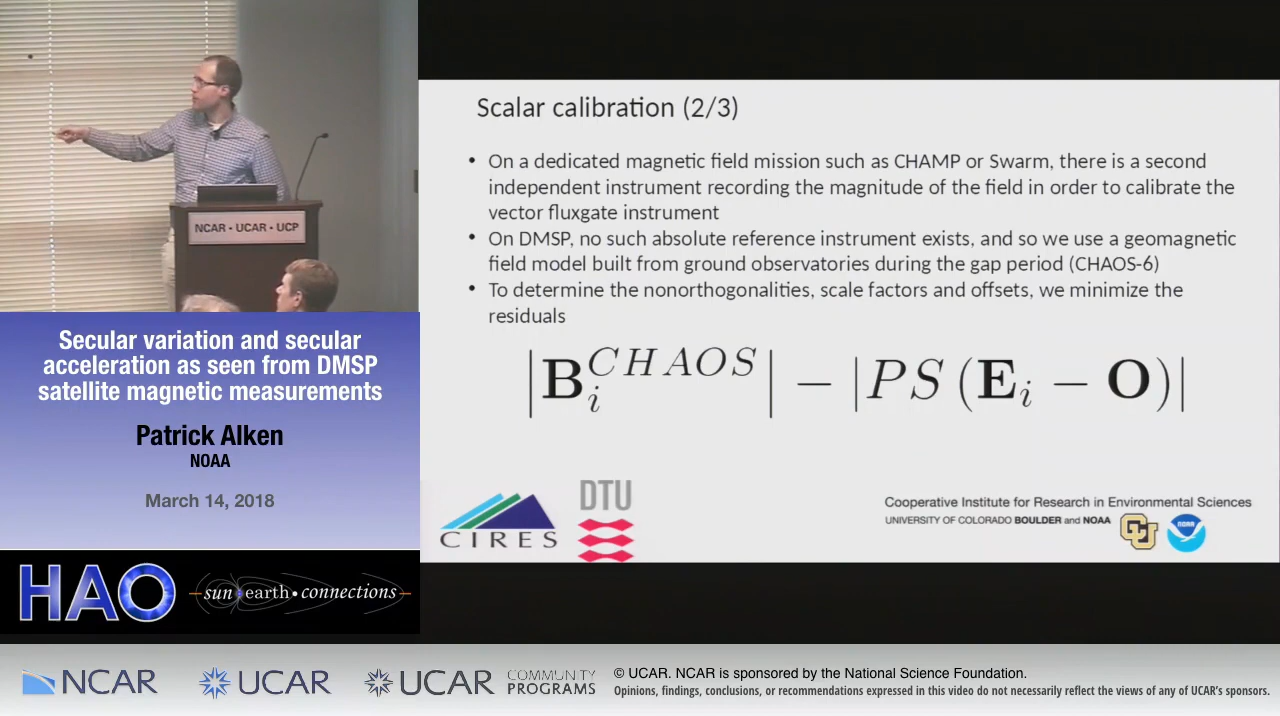 Scalar calibration (2/3)
• On a dedicated magnetic field mission such as CHAMP or Swarm, there is a second
independent instrument recording the magnitude of the field in order to calibrate the
vector fluxgate instrument
• On DMSP, no such absolute reference instrument exists, and so we use a geomagnetic
field model built from ground observatories during the gap period (CHAOS-6)
• To determine the nonorthogonalities, scale factors and offsets, we minimize the
residuals
|B_i^{CHAOS}| − |PS(E_i − O)|
CIRES
DTU
Cooperative Institute for Research in Environmental Sciences
UNIVERSITY OF COLORADO BOULDER and NOAA
CU
NOAA
NCAR • UCAR • UCP
Secular variation and secular
acceleration as seen from DMSP
satellite magnetic measurements
Patrick Alken
NOAA
March 14, 2018
HAO
sun earth • connections
NCAR
UCAR
UCAR
COMMUNITY
PROGRAMS
© UCAR. NCAR is sponsored by the National Science Foundation.
Opinions, findings, conclusions, or recommendations expressed in this video do not necessarily reflect the views of any of UCAR's sponsors.